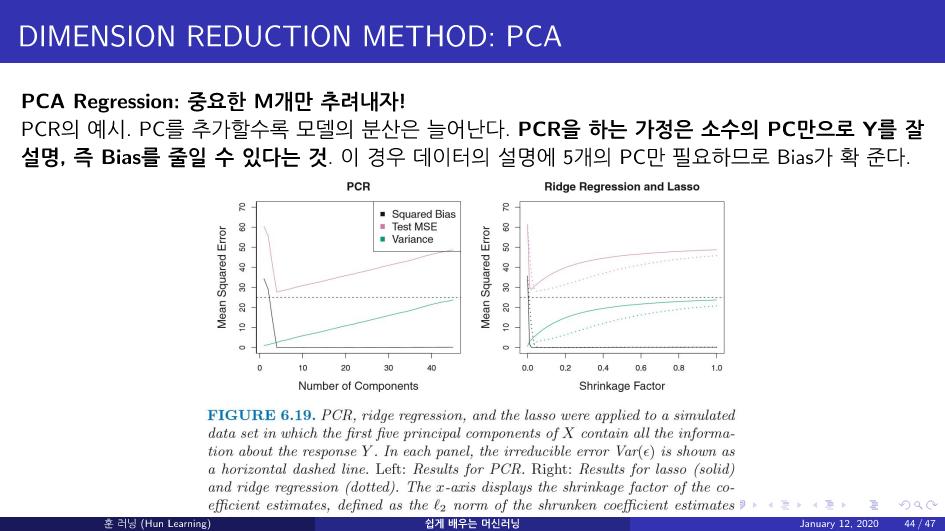 DIMENSION REDUCTION METHOD: PCA
PCA Regression: 중요한 M개만 추려내자!
PCR의 예시. PC를 추가할수록 모델의 분산은 늘어난다. PCR을 하는 가정은 소수의 PC만으로 Y를 잘
설명, 즉 Bias를 줄일 수 있다는 것. 이 경우 데이터의 설명에 5개의 PC만 필요하므로 Bias가 확 준다.
PCR
Squared Bias
Test MSE
Variance
Mean Squared Error
0 10 20 30 40 50 60 70
0 10 20 30 40
Number of Components
Ridge Regression and Lasso
Mean Squared Error
0 10 20 30 40 50 60 70
0.0 0.2 0.4 0.6 0.8 1.0
Shrinkage Factor
FIGURE 6.19. PCR, ridge regression, and the lasso were applied to a simulated
data set in which the first five principal components of X contain all the informa-
tion about the response Y. In each panel, the irreducible error Var(ϵ) is shown as
a horizontal dashed line. Left: Results for PCR. Right: Results for lasso (solid)
and ridge regression (dotted). The x-axis displays the shrinkage factor of the co-
efficient estimates, defined as the ℓ2 norm of the shrunken coefficient estimates
훈 러닝 (Hun Learning)
쉽게 배우는 머신러닝
January 12, 2020
44 / 47